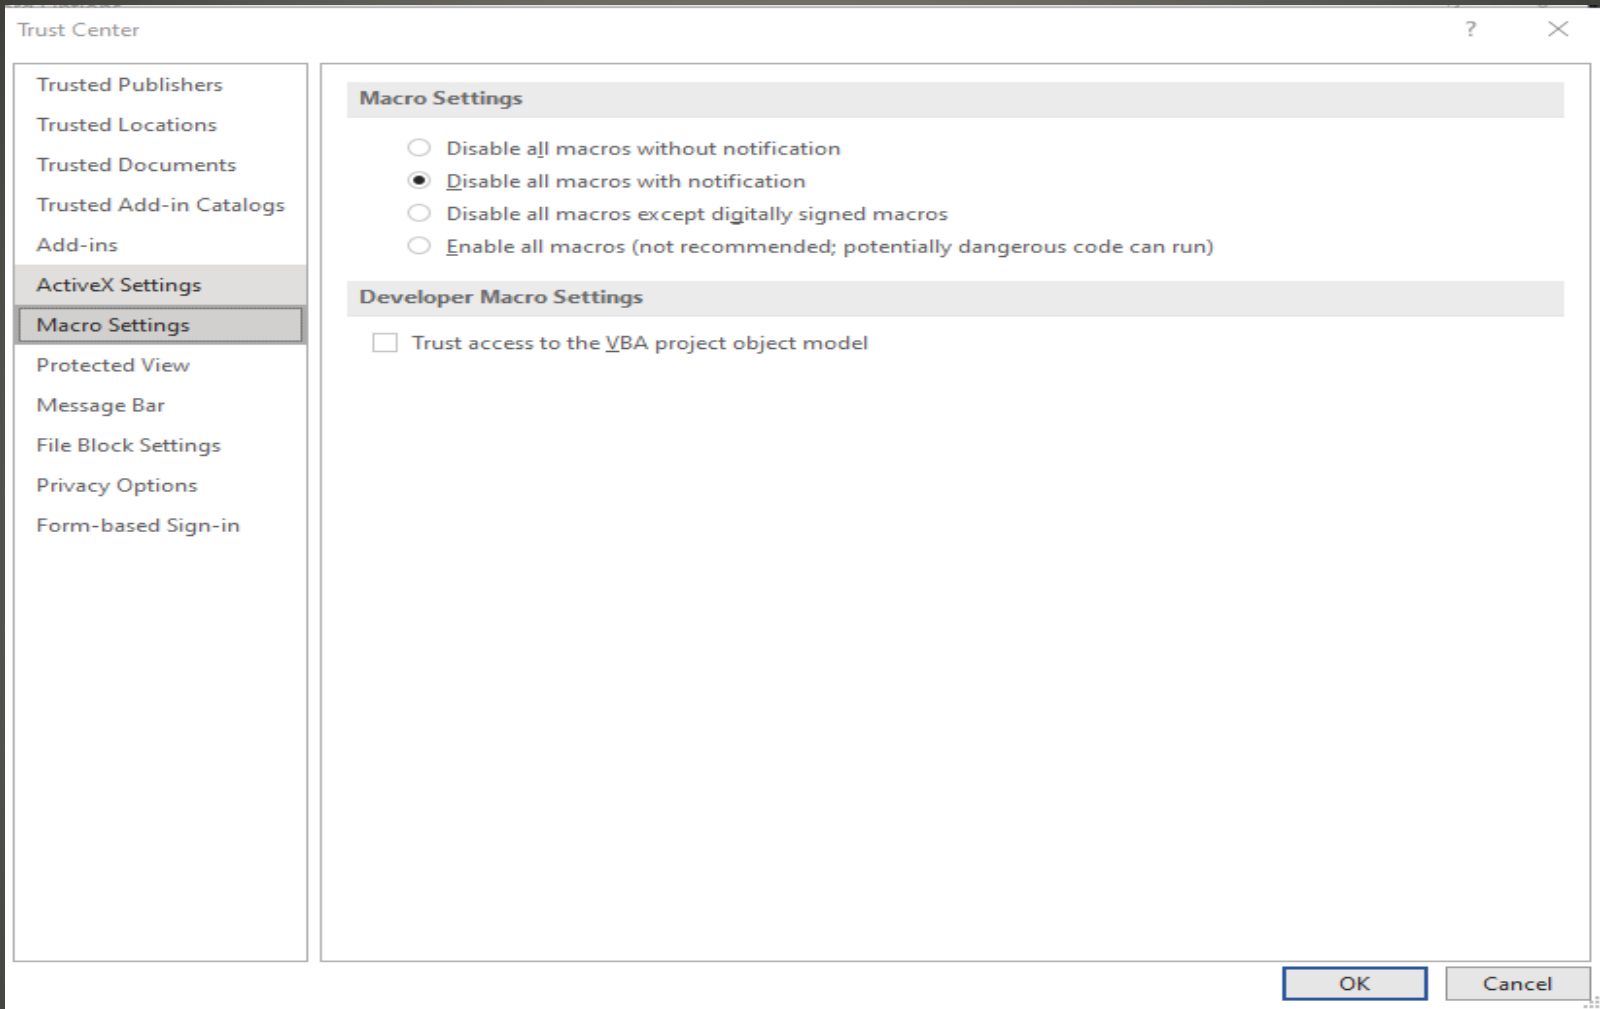 Trust Center
?
Trusted Publishers
Trusted Locations
Trusted Documents
Trusted Add-in Catalogs
Add-ins
ActiveX Settings
Macro Settings
Protected View
Message Bar
File Block Settings
Privacy Options
Form-based Sign-in
Macro Settings
Disable all macros without notification
Disable all macros with notification
Disable all macros except digitally signed macros
Enable all macros (not recommended; potentially dangerous code can run)
Developer Macro Settings
Trust access to the VBA project object model
OK
Cancel